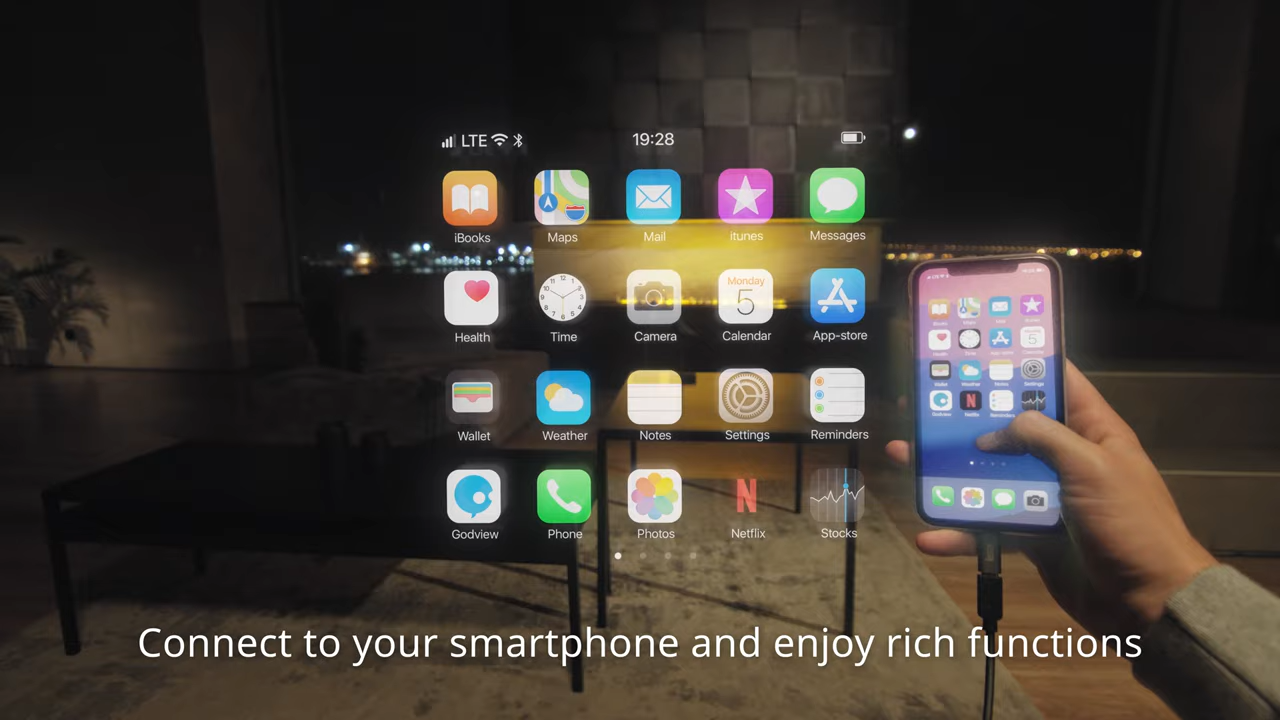 LTE 19:28
iBooks Maps Mail itunes Messages
Monday
5
Health Time Camera Calendar App-store
Wallet Weather Notes Settings Reminders
N
Godview Phone Photos Netflix Stocks
Connect to your smartphone and enjoy rich functions